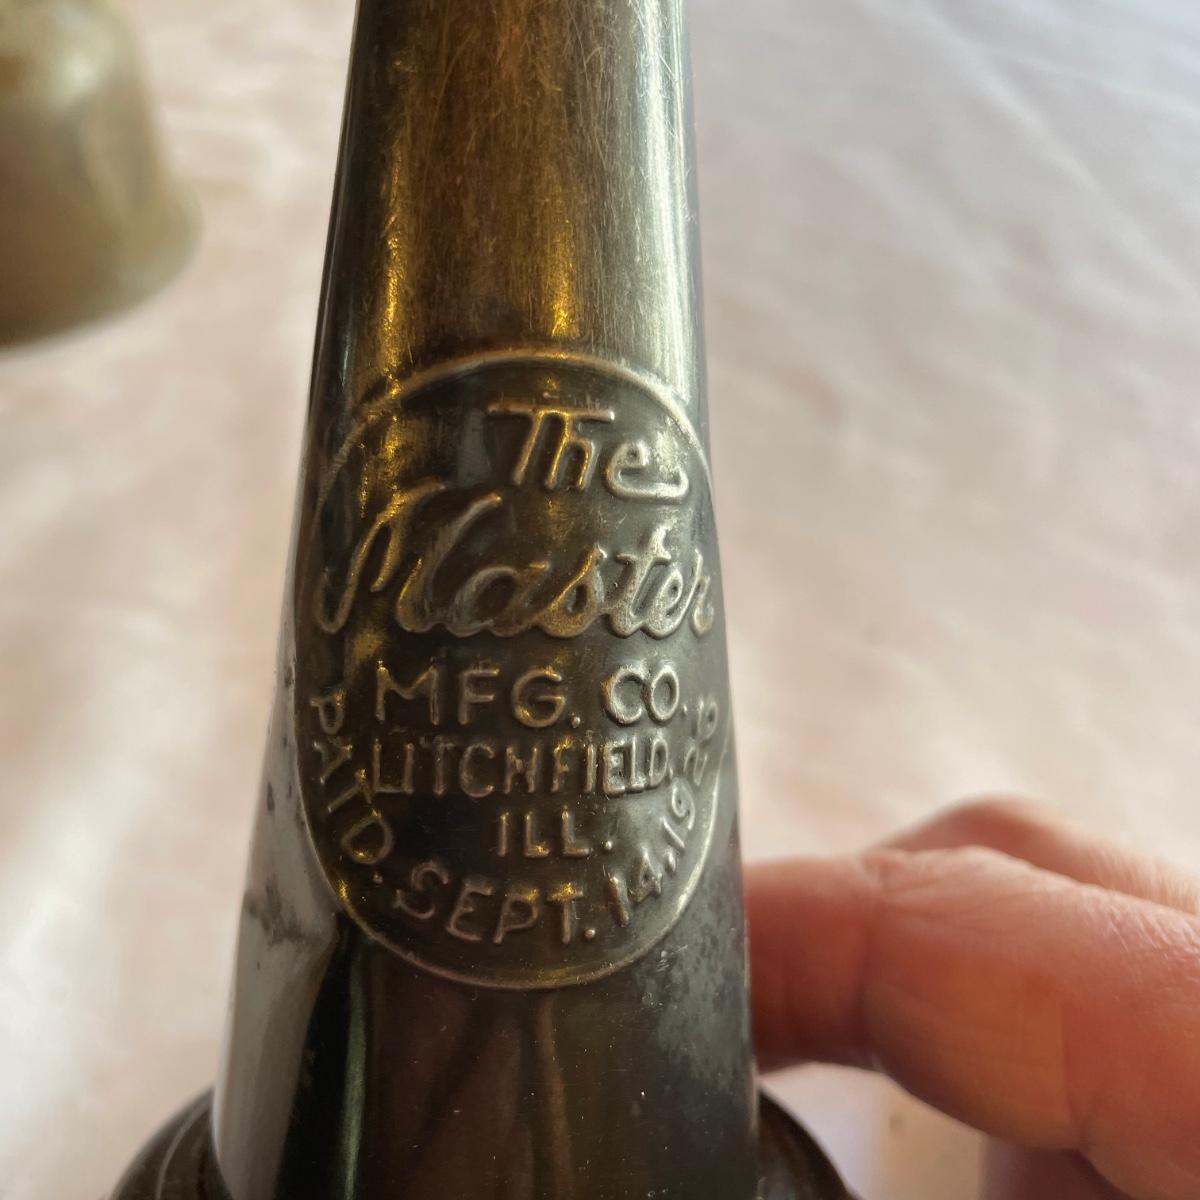 The
Master
MFG. CO.
LITCHFIELD,
ILL.
PAT'D. SEPT. 14, 1926